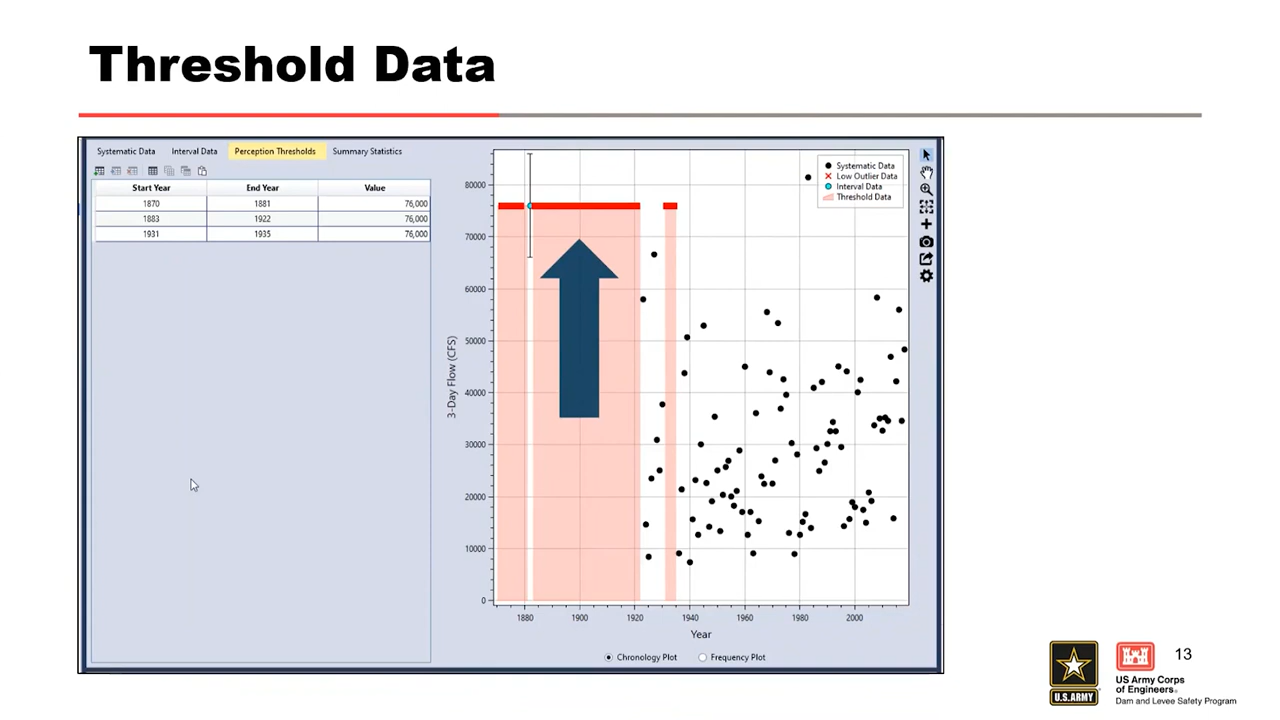 Threshold Data
Systematic Data Interval Data Perception Thresholds Summary Statistics
Start Year End Year Value
1870 1881 76,000
1883 1922 76,000
1931 1935 76,000
Systematic Data
Low Outlier Data
Interval Data
Threshold Data
3-Day Flow (CFS)
80000
70000
60000
50000
40000
30000
20000
10000
0
1880 1900 1920 1940 1960 1980 2000
Year
Chronology Plot Frequency Plot
U.S.ARMY
US Army Corps
of Engineers®
Dam and Levee Safety Program
13